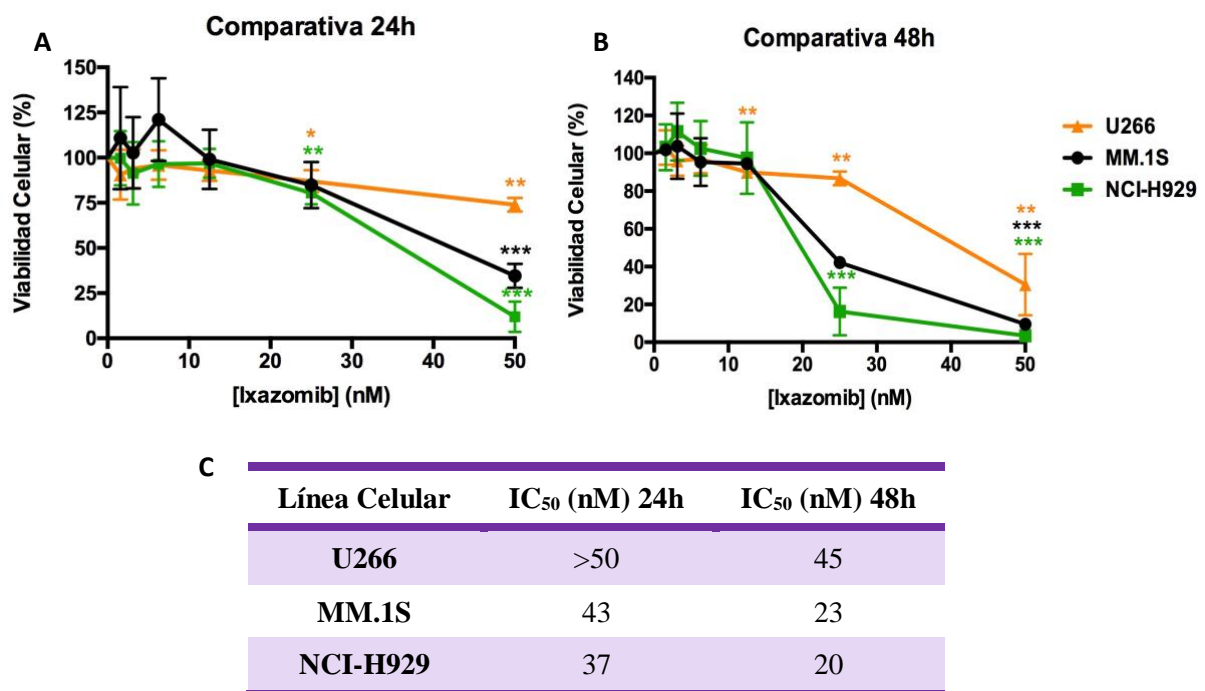 A
Comparativa 24h
Viabilidad Celular (%)
150
125
100
75
50
25
0
*
**
**
***
***
0 10 20 30 40 50
[Ixazomib] (nM)
B
Comparativa 48h
Viabilidad Celular (%)
140
120
100
80
60
40
20
0
**
**
***
**
***
***
0 10 20 30 40 50
[Ixazomib] (nM)
U266
MM.1S
NCI-H929
C
Línea Celular IC50 (nM) 24h IC50 (nM) 48h
U266 >50 45
MM.1S 43 23
NCI-H929 37 20